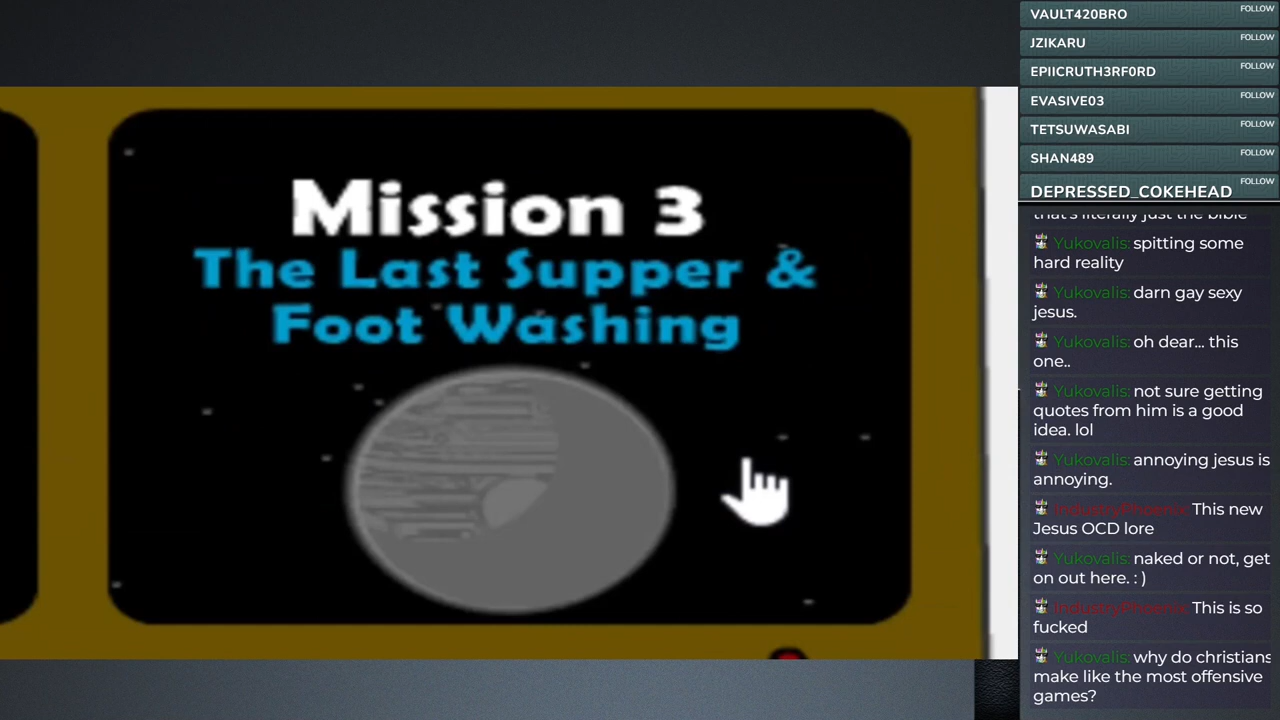 Mission 3
The Last Supper &
Foot Washing
VAULT420BRO FOLLOW
JZIKARU FOLLOW
EPIICRUTH3RF0RD FOLLOW
EVASIVE03 FOLLOW
TETSUWASABI FOLLOW
SHAN489 FOLLOW
DEPRESSED_COKEHEAD FOLLOW
that's literally just the bible
Yukovalis: spitting some
hard reality
Yukovalis: darn gay sexy
jesus.
Yukovalis: oh dear... this
one..
Yukovalis: not sure getting
quotes from him is a good
idea. lol
Yukovalis: annoying jesus is
annoying.
IndustryPhoenix: This new
Jesus OCD lore
Yukovalis: naked or not, get
on out here. : )
IndustryPhoenix: This is so
fucked
Yukovalis: why do christians
make like the most offensive
games?